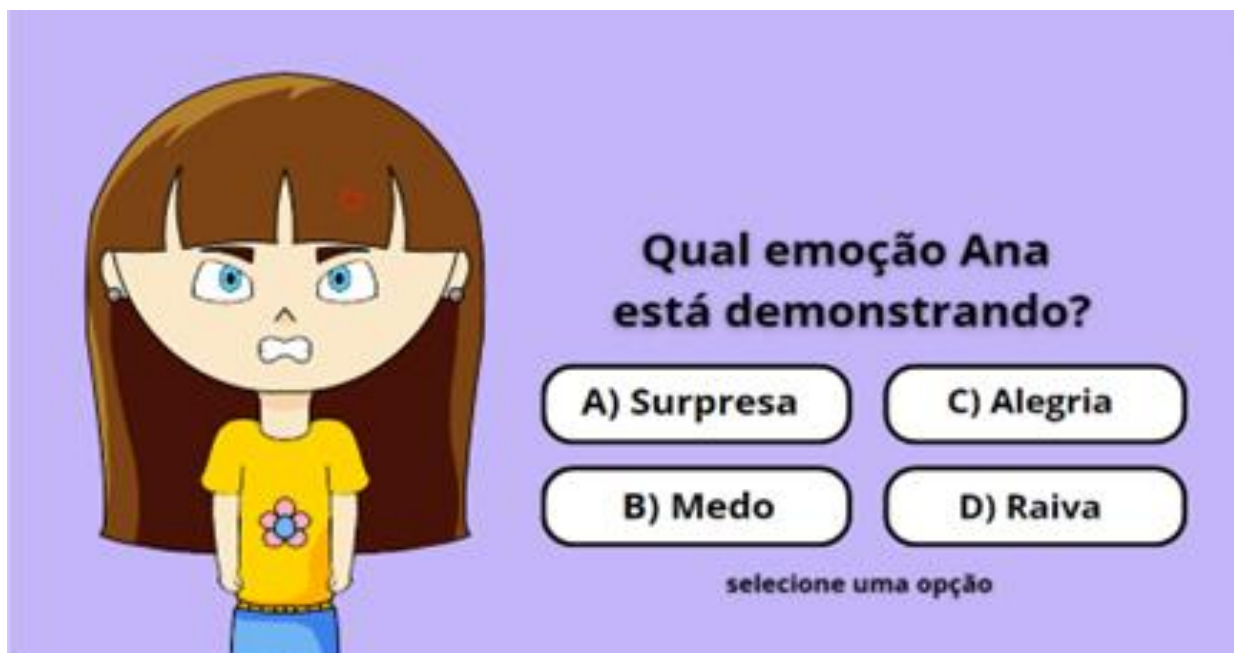 Qual emoção Ana
está demonstrando?
A) Surpresa
C) Alegria
B) Medo
D) Raiva
selecione uma opção